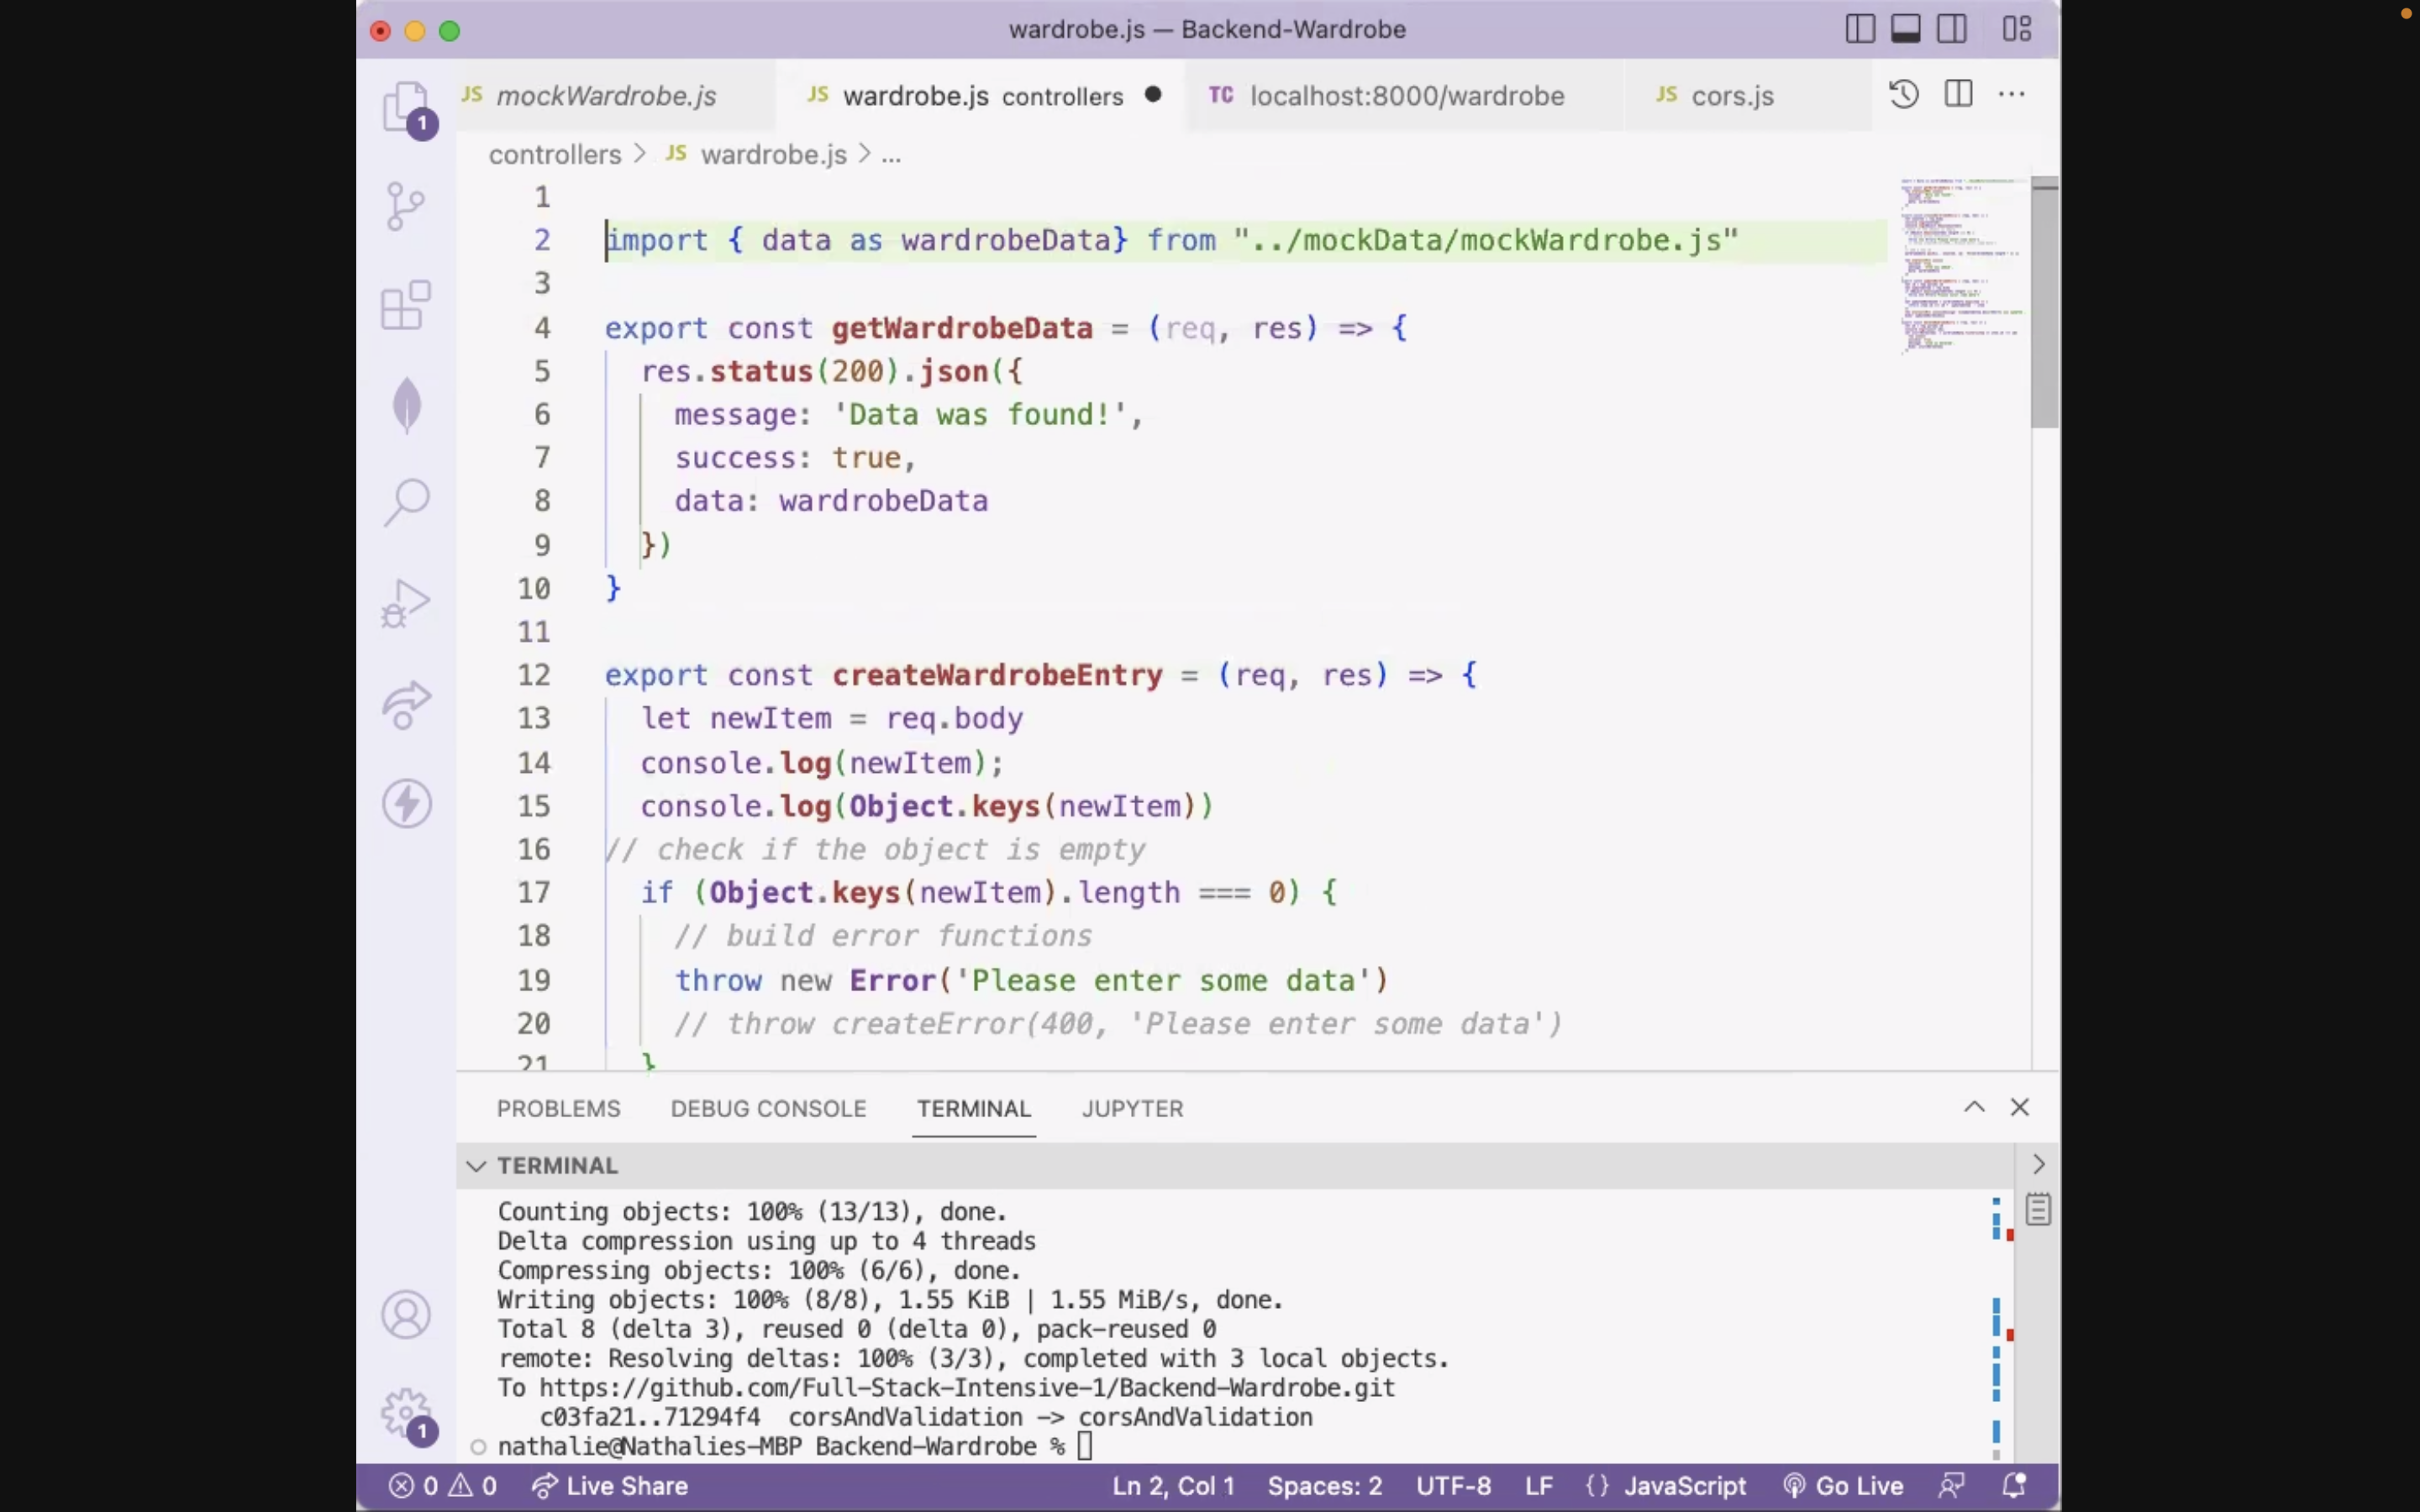 wardrobe.js — Backend-Wardrobe
JS mockWardrobe.js
JS wardrobe.js controllers
TC localhost:8000/wardrobe
JS cors.js
controllers > JS wardrobe.js > ...
1
2 import { data as wardrobeData} from "../mockData/mockWardrobe.js"
3
4 export const getWardrobeData = (req, res) => {
5 res.status(200).json({
6 message: 'Data was found!',
7 success: true,
8 data: wardrobeData
9 })
10 }
11
12 export const createWardrobeEntry = (req, res) => {
13 let newItem = req.body
14 console.log(newItem);
15 console.log(Object.keys(newItem))
16 // check if the object is empty
17 if (Object.keys(newItem).length === 0) {
18 // build error functions
19 throw new Error('Please enter some data')
20 // throw createError(400, 'Please enter some data')
21 }
1
PROBLEMS DEBUG CONSOLE TERMINAL JUPYTER
TERMINAL
Counting objects: 100% (13/13), done.
Delta compression using up to 4 threads
Compressing objects: 100% (6/6), done.
Writing objects: 100% (8/8), 1.55 KiB | 1.55 MiB/s, done.
Total 8 (delta 3), reused 0 (delta 0), pack-reused 0
remote: Resolving deltas: 100% (3/3), completed with 3 local objects.
To https://github.com/Full-Stack-Intensive-1/Backend-Wardrobe.git
c03fa21..71294f4 corsAndValidation -> corsAndValidation
nathalie@Nathalies-MBP Backend-Wardrobe %
1
0 0 Live Share Ln 2, Col 1 Spaces: 2 UTF-8 LF {} JavaScript Go Live